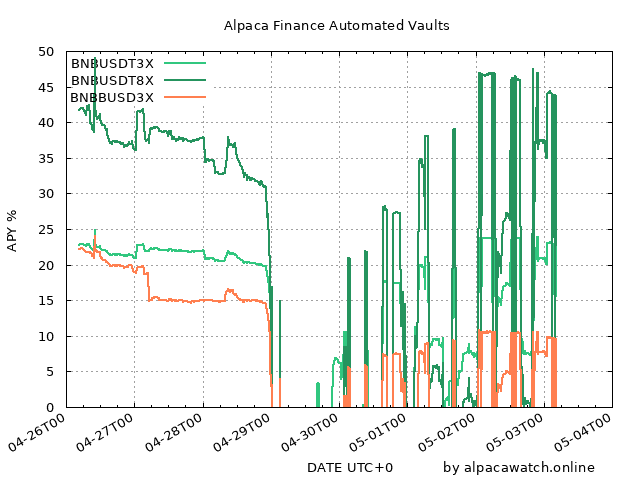 Alpaca Finance Automated Vaults
APY %
50
45
40
35
30
25
20
15
10
5
0
BNBUSDT3X
BNBUSDT8X
BNBBUSD3X
04-26T00
04-27T00
04-28T00
04-29T00
04-30T00
05-01T00
05-02T00
05-03T00
05-04T00
DATE UTC+0
by alpacawatch.online